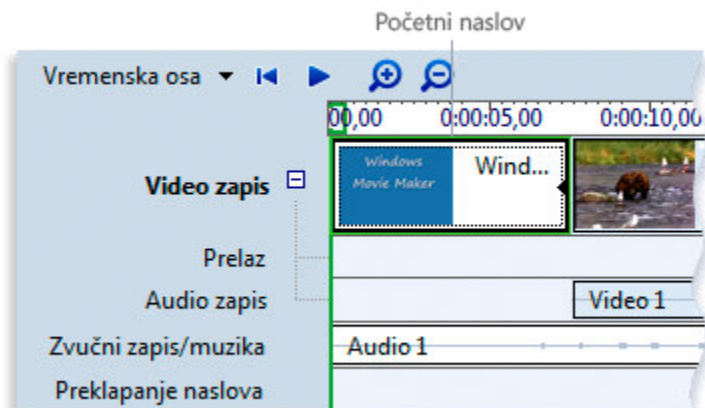 Početni naslov
Vremenska osa
00,00 0:00:05,00 0:00:10,00
Windows
Movie Maker
Wind...
Video zapis
Prelaz
Audio zapis
Video 1
Zvučni zapis/muzika
Audio 1
Preklapanje naslova